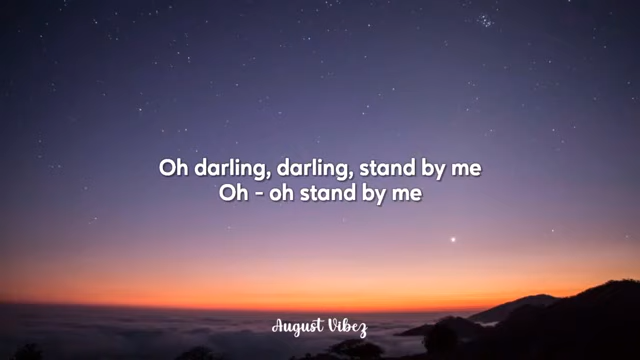 Oh darling, darling, stand by me
Oh - oh stand by me
August Vibez